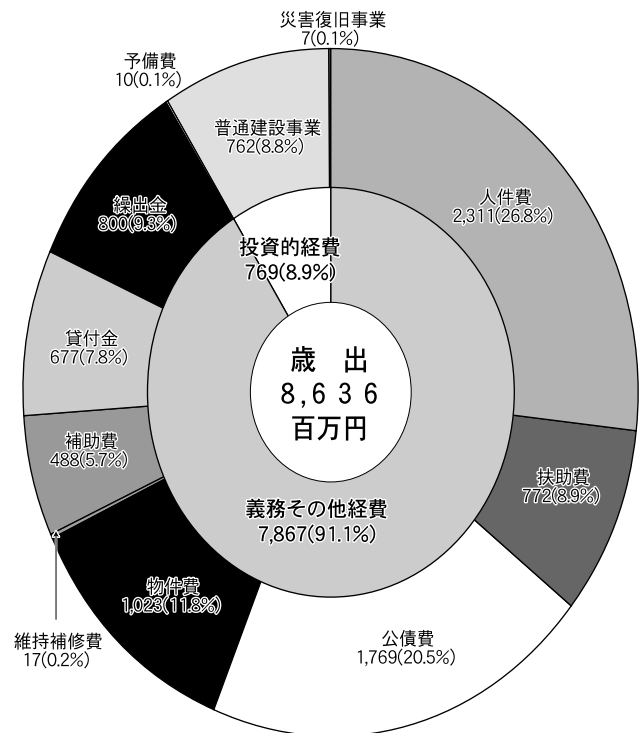 災害復旧事業
7(0.1%)
予備費
10(0.1%)
普通建設事業
762(8.8%)
人件費
2,311(26.8%)
繰出金
800(9.3%)
投資的経費
769(8.9%)
貸付金
677(7.8%)
歳 出
8,636
百万円
補助費
488(5.7%)
扶助費
772(8.9%)
義務その他経費
7,867(91.1%)
物件費
1,023(11.8%)
維持補修費
17(0.2%)
公債費
1,769(20.5%)